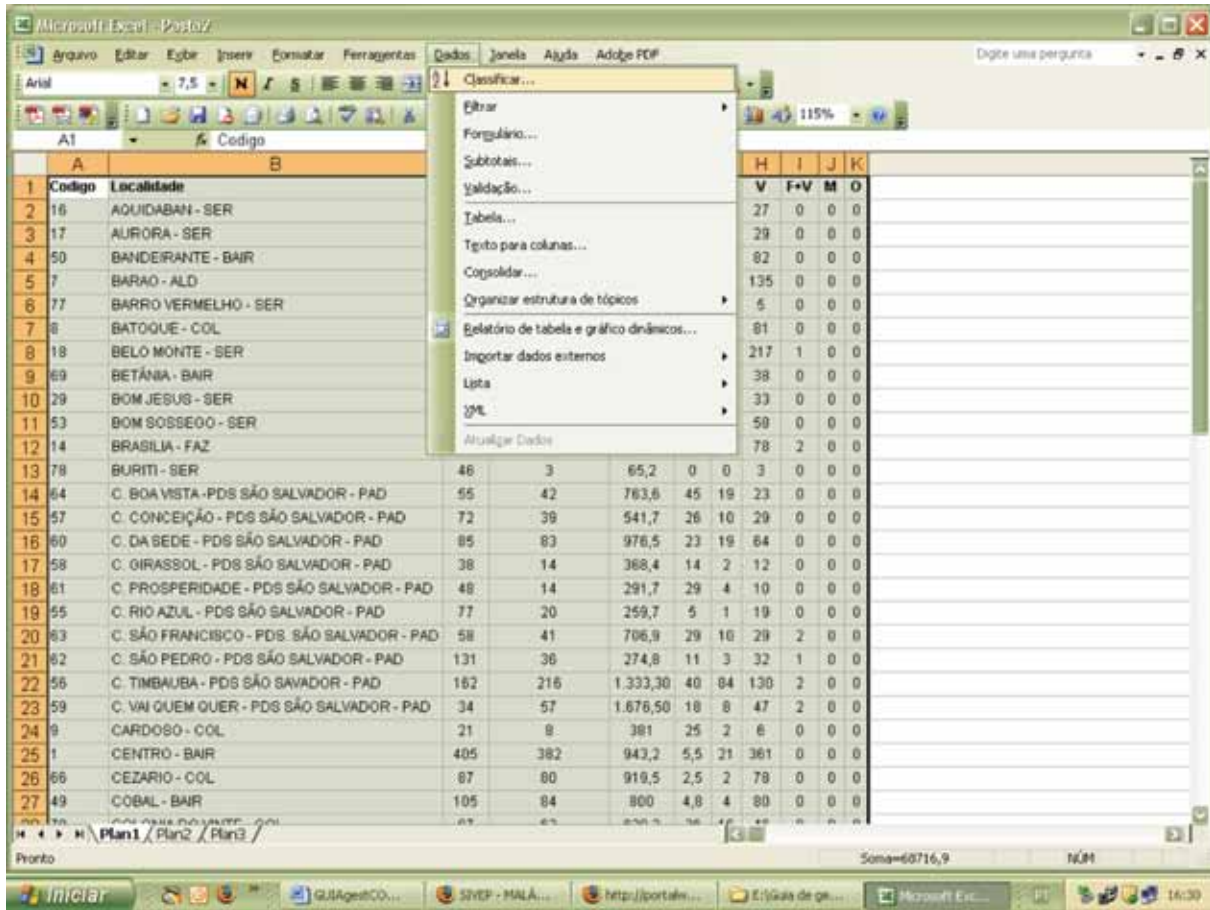 Microsoft Excel - Pasta2
Arquivo Editar Exibir Inserir Formatar Ferramentas Dados Janela Ajuda Adobe PDF Digite uma pergunta
Arial 7,5 N I S
115%
A1 fx Codigo
A B H I J K
1 Codigo Localidade V F+V M O
2 16 AQUIDABAN - SER 27 0 0 0
3 17 AURORA - SER 29 0 0 0
4 50 BANDEIRANTE - BAIR 82 0 0 0
5 7 BARAO - ALD 135 0 0 0
6 77 BARRO VERMELHO - SER 5 0 0 0
7 8 BATOQUE - COL 81 0 0 0
8 18 BELO MONTE - SER 217 1 0 0
9 69 BETÂNIA - BAIR 38 0 0 0
10 29 BOM JESUS - SER 33 0 0 0
11 53 BOM SOSSEGO - SER 0 0 0
12 14 BRASILIA - FAZ 78 2 0 0
13 78 BURITI - SER 46 3 65,2 0 0 3 0 0 0
14 64 C. BOA VISTA -PDS SÃO SALVADOR - PAD 55 42 763,6 45 19 23 0 0 0
15 57 C. CONCEIÇÃO - PDS SÃO SALVADOR - PAD 72 39 541,7 26 10 29 0 0 0
16 60 C. DA SEDE - PDS SÃO SALVADOR - PAD 85 83 976,5 23 19 64 0 0 0
17 58 C. GIRASSOL - PDS SÃO SALVADOR - PAD 38 14 368,4 14 2 12 0 0 0
18 61 C. PROSPERIDADE - PDS SÃO SALVADOR - PAD 48 14 291,7 29 4 10 0 0 0
19 55 C. RIO AZUL - PDS SÃO SALVADOR - PAD 77 20 259,7 5 1 19 0 0 0
20 63 C. SÃO FRANCISCO - PDS SÃO SALVADOR - PAD 58 41 706,9 29 10 29 2 0 0
21 62 C. SÃO PEDRO - PDS SÃO SALVADOR - PAD 131 36 274,8 11 3 32 1 0 0
22 56 C. TIMBAUBA - PDS SÃO SAVADOR - PAD 162 216 1.333,30 40 84 130 2 0 0
23 59 C. VAI QUEM QUER - PDS SÃO SALVADOR - PAD 34 57 1.676,50 18 8 47 2 0 0
24 9 CARDOSO - COL 21 8 381 25 2 6 0 0 0
25 1 CENTRO - BAIR 405 382 943,2 5,5 21 361 0 0 0
26 66 CEZARIO - COL 87 80 919,5 2,5 2 78 0 0 0
27 49 COBAL - BAIR 105 84 800 4,8 4 80 0 0 0
Classificar...
Filtrar
Formulário...
Subtotais...
Validação...
Tabela...
Texto para colunas...
Consolidar...
Organizar estrutura de tópicos
Relatório de tabela e gráfico dinâmicos...
Importar dados externos
Lista
XML
Atualizar Dados
Plan1 Plan2 Plan3
Pronto Soma=68716,9 NÚM
Iniciar GUIAgestCO... SIVEP - MALÁ... E:\Guia de ge... Microsoft Exc... 16:30